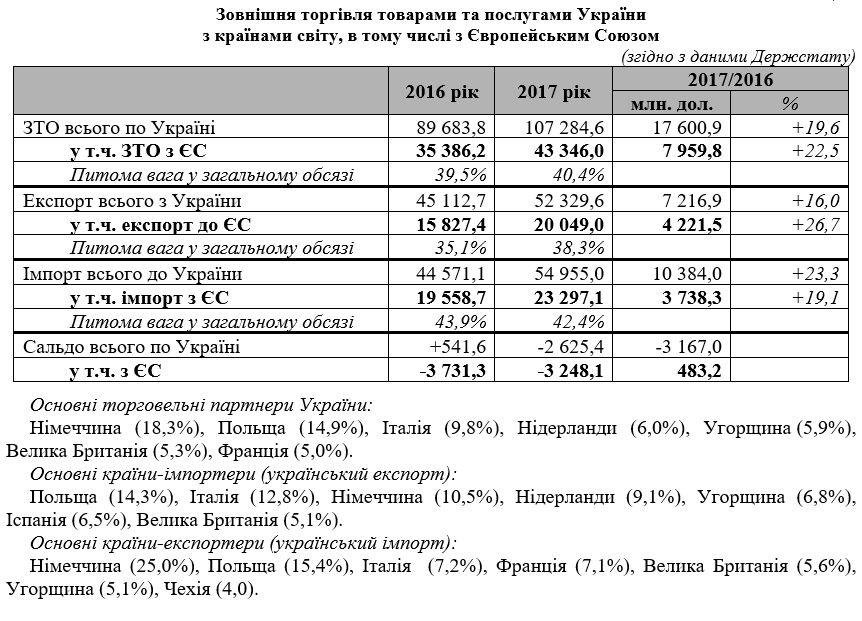 Зовнішня торгівля товарами та послугами України
з країнами світу, в тому числі з Європейським Союзом
(згідно з даними Держстату)
2016 рік 2017 рік 2017/2016
млн. дол. %
ЗТО всього по Україні 89 683,8 107 284,6 17 600,9 +19,6
у т.ч. ЗТО з ЄС 35 386,2 43 346,0 7 959,8 +22,5
Питома вага у загальному обсязі 39,5% 40,4%
Експорт всього з України 45 112,7 52 329,6 7 216,9 +16,0
у т.ч. експорт до ЄС 15 827,4 20 049,0 4 221,5 +26,7
Питома вага у загальному обсязі 35,1% 38,3%
Імпорт всього до України 44 571,1 54 955,0 10 384,0 +23,3
у т.ч. імпорт з ЄС 19 558,7 23 297,1 3 738,3 +19,1
Питома вага у загальному обсязі 43,9% 42,4%
Сальдо всього по Україні +541,6 -2 625,4 -3 167,0
у т.ч. з ЄС -3 731,3 -3 248,1 483,2
Основні торговельні партнери України:
Німеччина (18,3%), Польща (14,9%), Італія (9,8%), Нідерланди (6,0%), Угорщина (5,9%),
Велика Британія (5,3%), Франція (5,0%).
Основні країни-імпортери (український експорт):
Польща (14,3%), Італія (12,8%), Німеччина (10,5%), Нідерланди (9,1%), Угорщина (6,8%),
Іспанія (6,5%), Велика Британія (5,1%).
Основні країни-експортери (український імпорт):
Німеччина (25,0%), Польща (15,4%), Італія (7,2%), Франція (7,1%), Велика Британія (5,6%),
Угорщина (5,1%), Чехія (4,0).